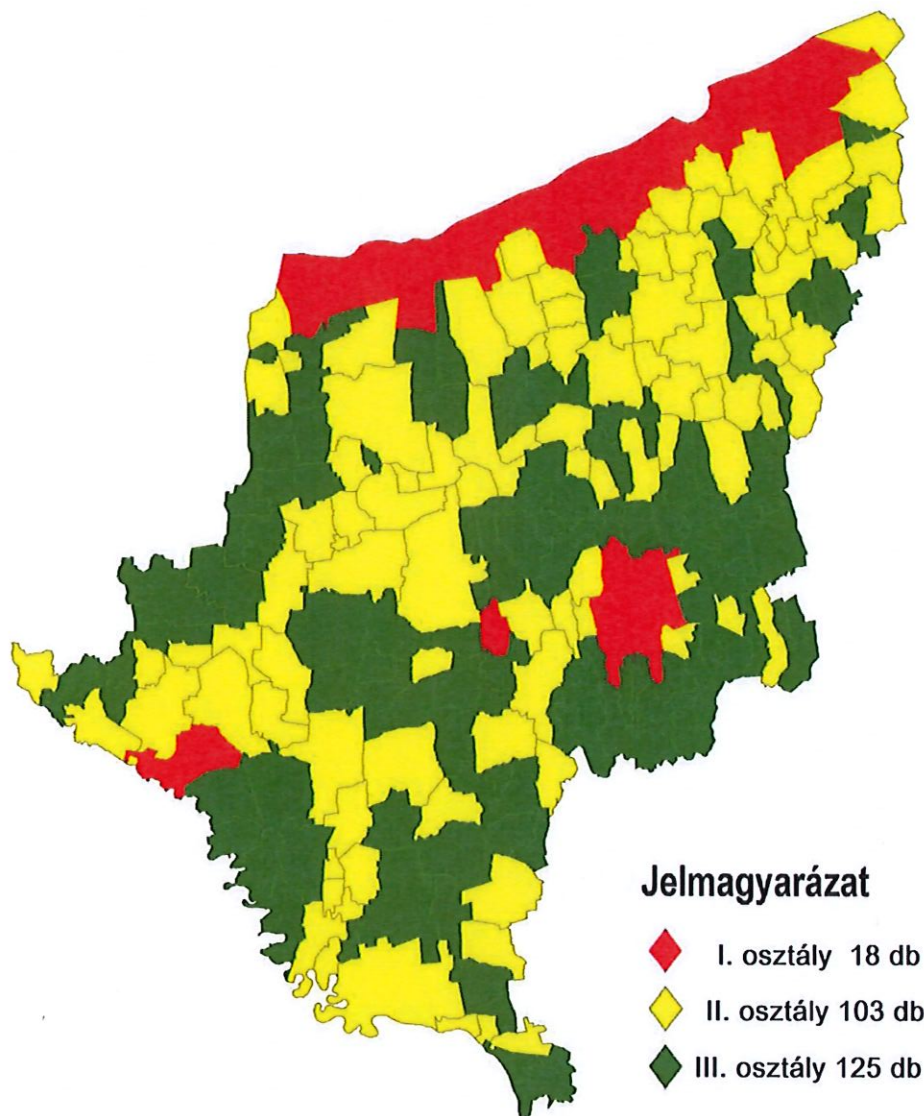 Jelmagyarázat
I. osztály 18 db
II. osztály 103 db
III. osztály 125 db